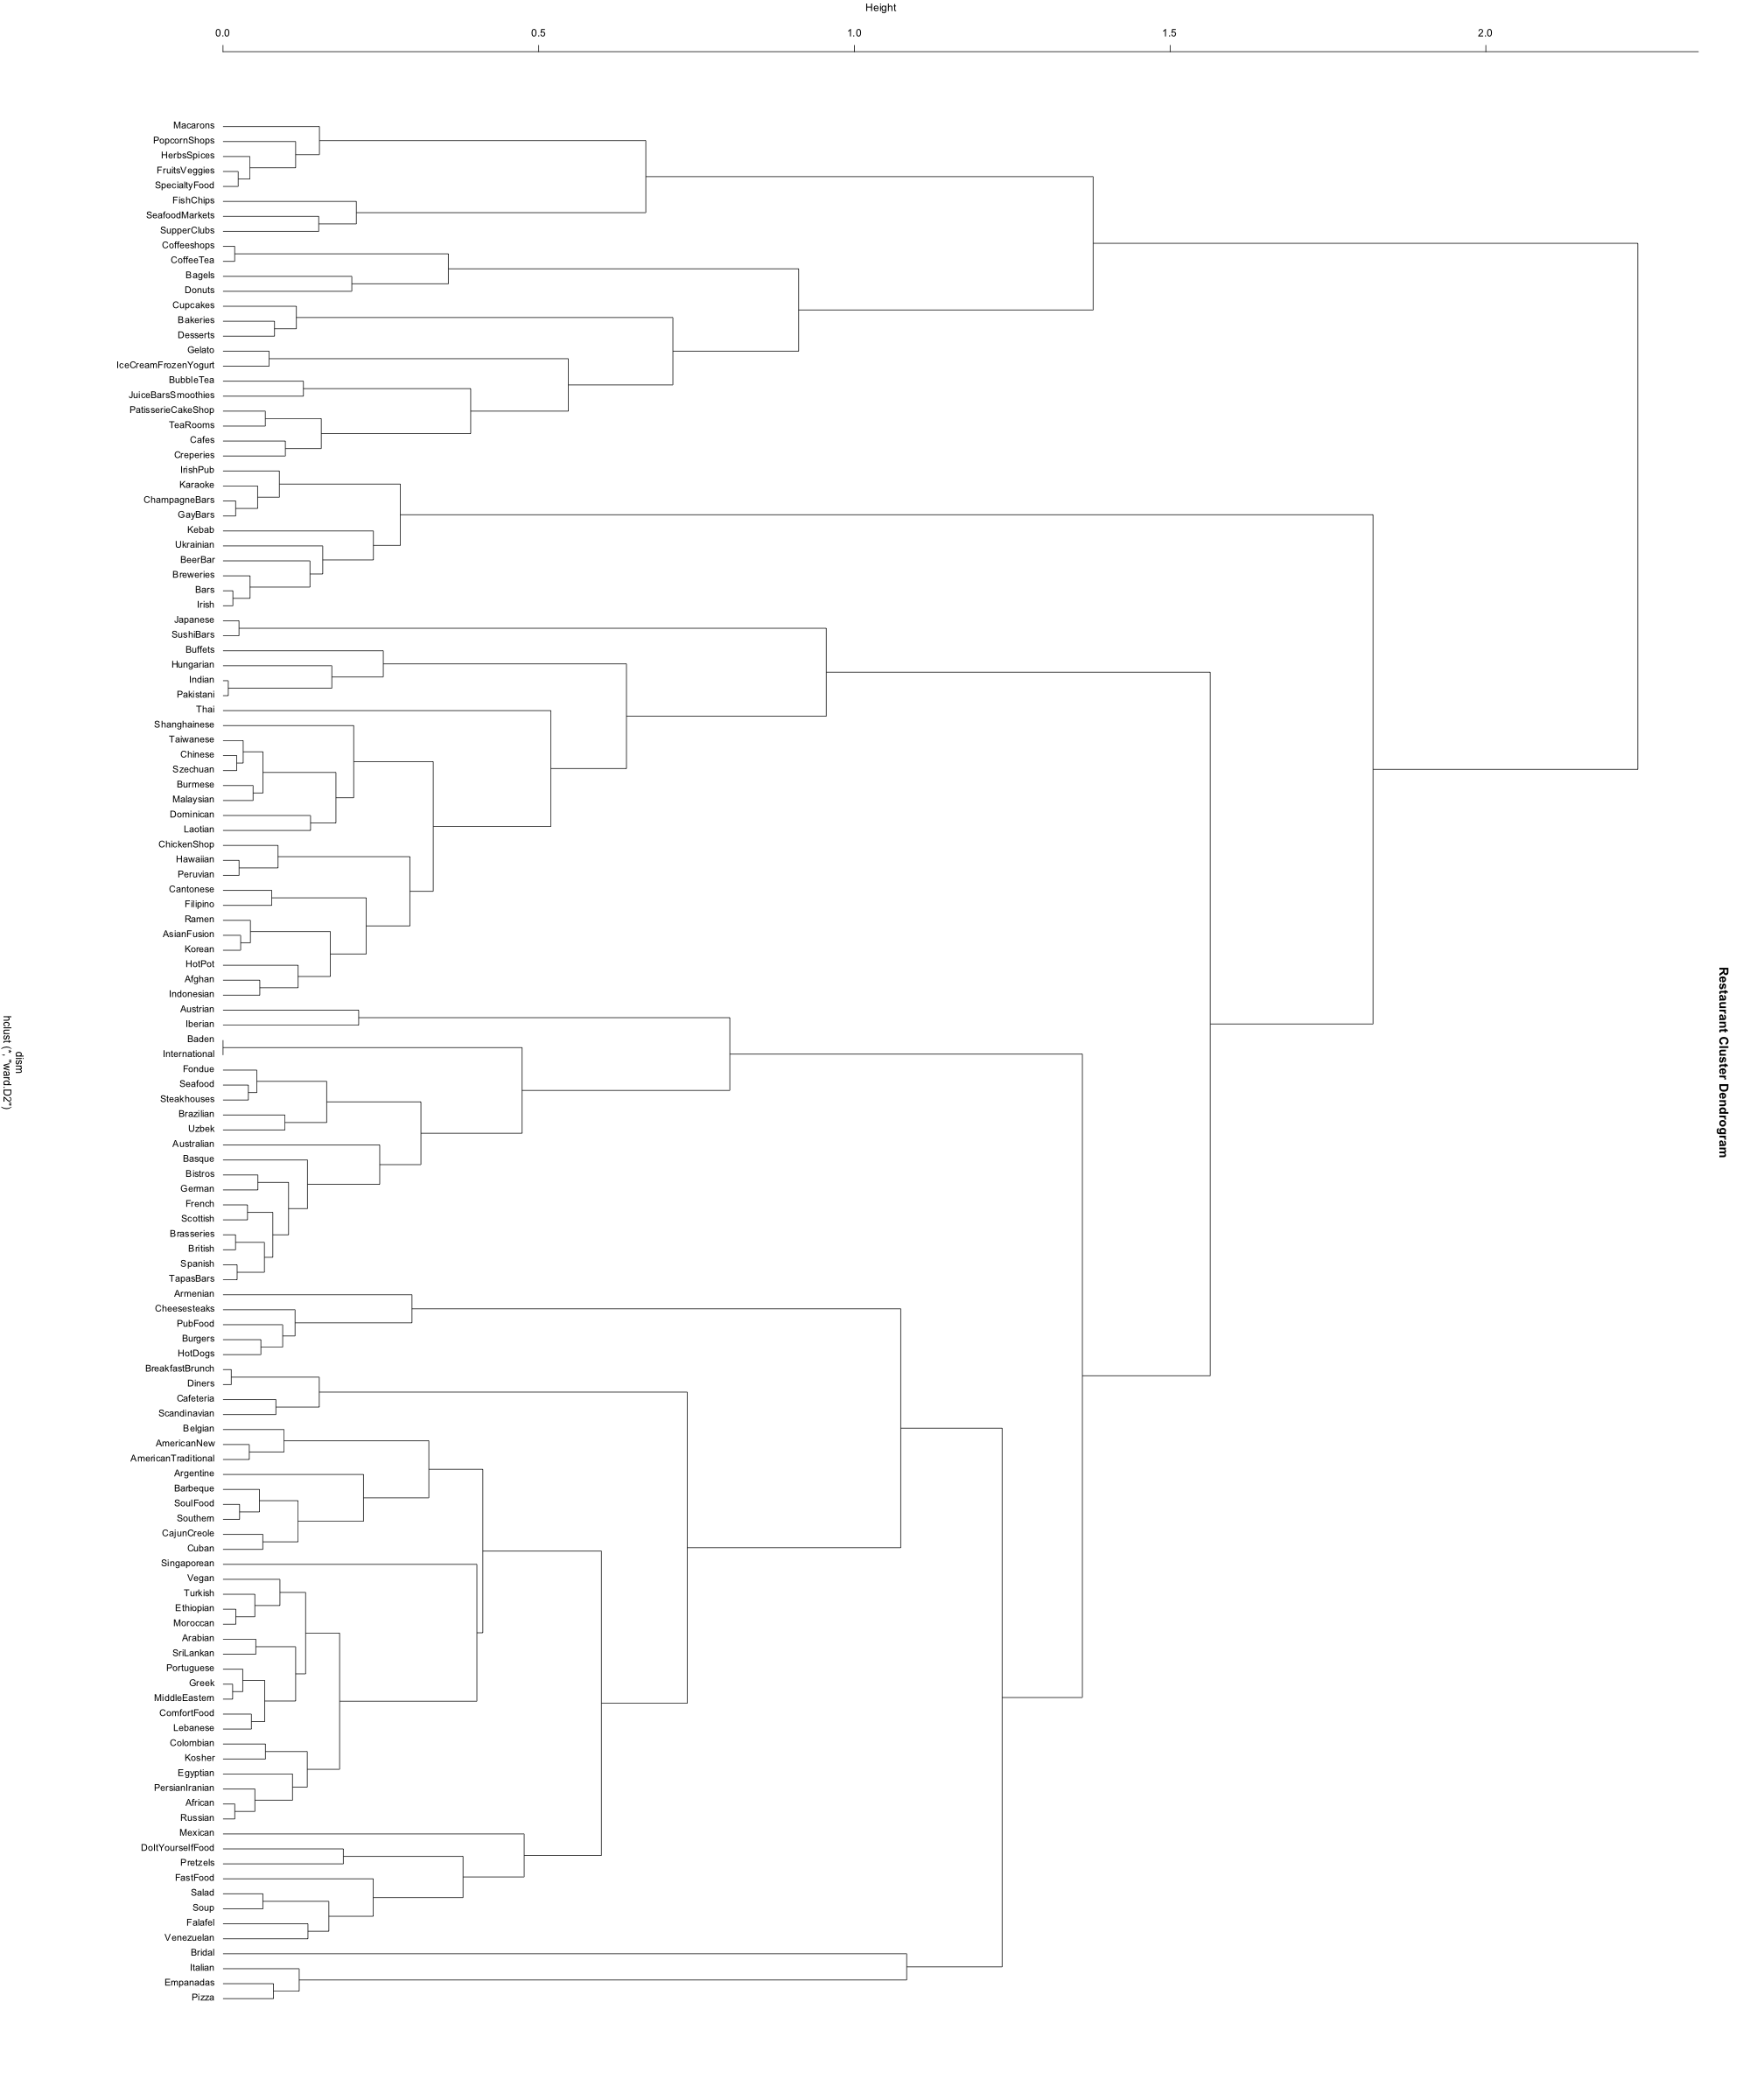 Height
0.0 0.5 1.0 1.5 2.0
Macarons
PopcornShops
HerbsSpices
FruitsVeggies
SpecialtyFood
FishChips
SeafoodMarkets
SupperClubs
Coffeeshops
CoffeeTea
Bagels
Donuts
Cupcakes
Bakeries
Desserts
Gelato
IceCreamFrozenYogurt
BubbleTea
JuiceBarsSmoothies
PatisserieCakeShop
TeaRooms
Cafes
Creperies
IrishPub
Karaoke
ChampagneBars
GayBars
Kebab
Ukrainian
BeerBar
Breweries
Bars
Irish
Japanese
SushiBars
Buffets
Hungarian
Indian
Pakistani
Thai
Shanghainese
Taiwanese
Chinese
Szechuan
Burmese
Malaysian
Dominican
Laotian
ChickenShop
Hawaiian
Peruvian
Cantonese
Filipino
Ramen
AsianFusion
Korean
HotPot
Afghan
Indonesian
Austrian
Iberian
Baden
International
Fondue
Seafood
Steakhouses
Brazilian
Uzbek
Australian
Basque
Bistros
German
French
Scottish
Brasseries
British
Spanish
TapasBars
Armenian
Cheesesteaks
PubFood
Burgers
HotDogs
BreakfastBrunch
Diners
Cafeteria
Scandinavian
Belgian
AmericanNew
AmericanTraditional
Argentine
Barbeque
SoulFood
Southern
CajunCreole
Cuban
Singaporean
Vegan
Turkish
Ethiopian
Moroccan
Arabian
SriLankan
Portuguese
Greek
MiddleEastern
ComfortFood
Lebanese
Colombian
Kosher
Egyptian
PersianIranian
African
Russian
Mexican
DoItYourselfFood
Pretzels
FastFood
Salad
Soup
Falafel
Venezuelan
Bridal
Italian
Empanadas
Pizza
Restaurant Cluster Dendrogram
dism
hclust (*, "ward.D2")